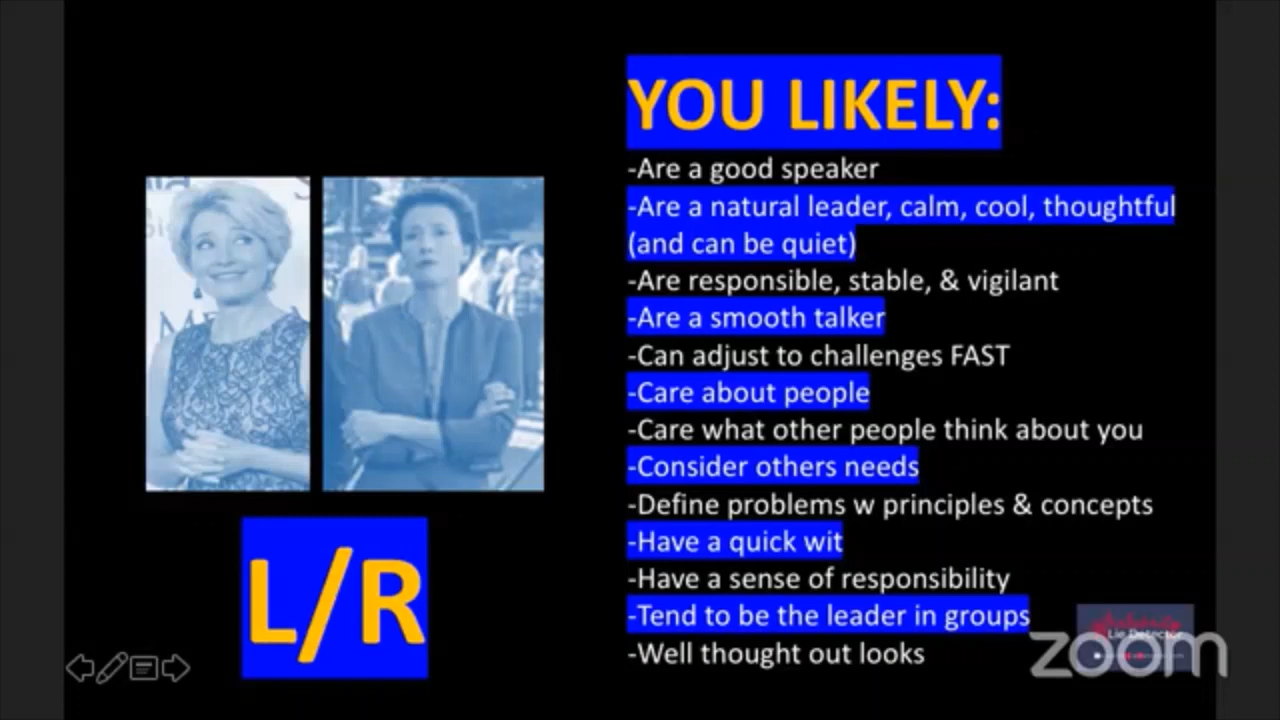 YOU LIKELY:
-Are a good speaker
-Are a natural leader, calm, cool, thoughtful
(and can be quiet)
-Are responsible, stable, & vigilant
-Are a smooth talker
-Can adjust to challenges FAST
-Care about people
-Care what other people think about you
-Consider others needs
-Define problems w principles & concepts
-Have a quick wit
-Have a sense of responsibility
-Tend to be the leader in groups
-Well thought out looks
L/R
Lie Detector
zoom